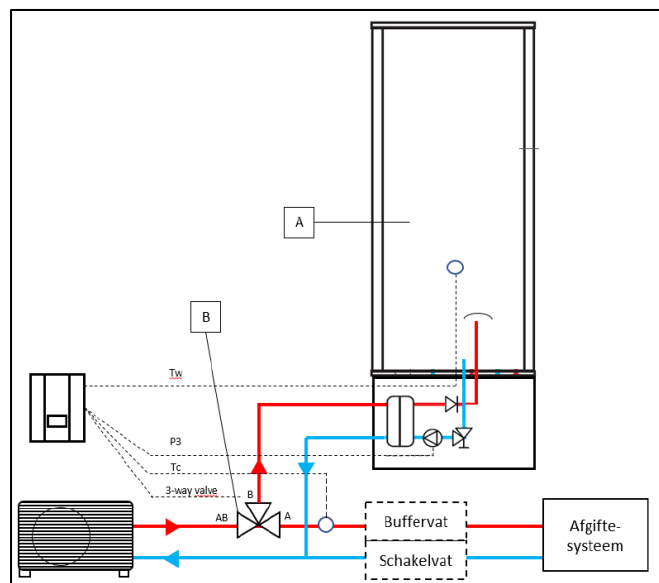 A
B
Tw
P3
Tc
3-way valve
B
AB
A
Buffervat
Schakelvat
Afgifte-
systeem